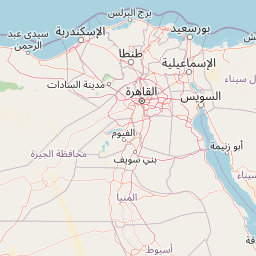 برج البرلس
بورسعيد
الإسكندرية
سيدى عبد
الرحمن
طنطا
الإسماعيلية
مدينة السادات
القاهرة
السويس
الفيوم
أبو زنيمة
محافظة الجيزة
بني سويف
المنيا
أسيوط